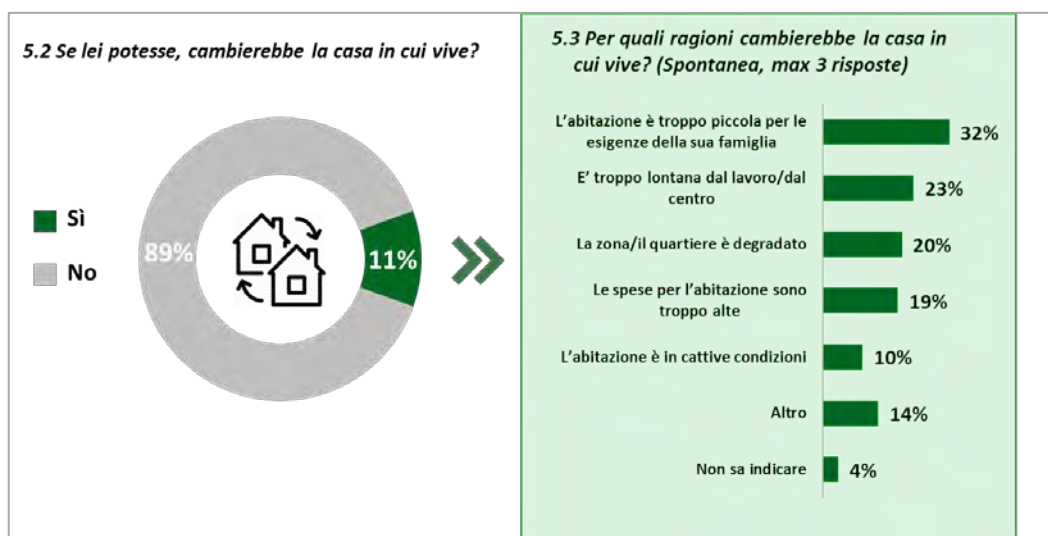 5.2 Se lei potesse, cambierebbe la casa in cui vive?
Sì
No
89%
11%
5.3 Per quali ragioni cambierebbe la casa in
cui vive? (Spontanea, max 3 risposte)
L'abitazione è troppo piccola per le
esigenze della sua famiglia
32%
E' troppo lontana dal lavoro/dal
centro
23%
La zona/il quartiere è degradato
20%
Le spese per l'abitazione sono
troppo alte
19%
L'abitazione è in cattive condizioni
10%
Altro
14%
Non sa indicare
4%